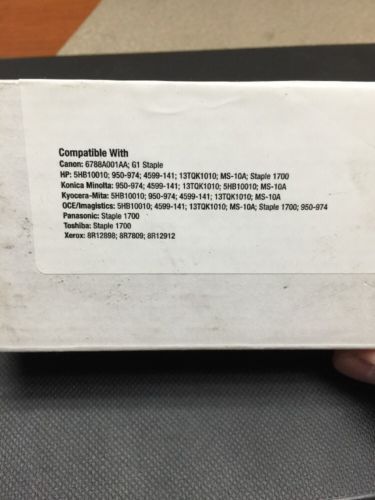 Compatible With
Canon: 6788A001AA; G1 Staple
HP: 5HB10010; 950-974; 4599-141; 13TQK1010; MS-10A; Staple 1700
Konica Minolta: 950-974; 4599-141; 13TQK1010; 5HB10010; MS-10A
Kyocera-Mita: 5HB10010; 950-974; 4599-141; 13TQK1010; MS-10A
OCE/Imagistics: 5HB10010; 4599-141; 13TQK1010; MS-10A; Staple 1700; 950-974
Panasonic: Staple 1700
Toshiba: Staple 1700
Xerox: 8R12898; 8R7809; 8R12912